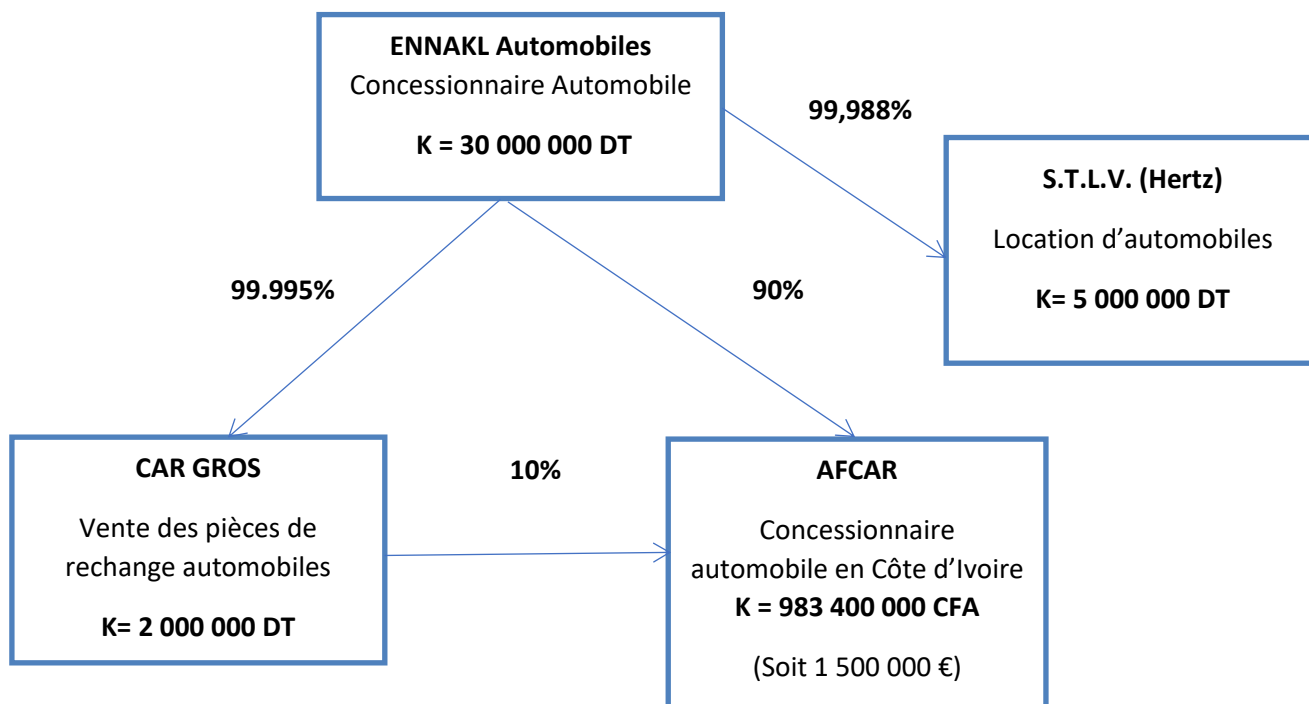 ENNAKL Automobiles
Concessionnaire Automobile
K = 30 000 000 DT
99,988%
S.T.L.V. (Hertz)
Location d’automobiles
K= 5 000 000 DT
99.995%
90%
CAR GROS
Vente des pièces de
rechange automobiles
K= 2 000 000 DT
10%
AFCAR
Concessionnaire
automobile en Côte d’Ivoire
K = 983 400 000 CFA
(Soit 1 500 000 €)